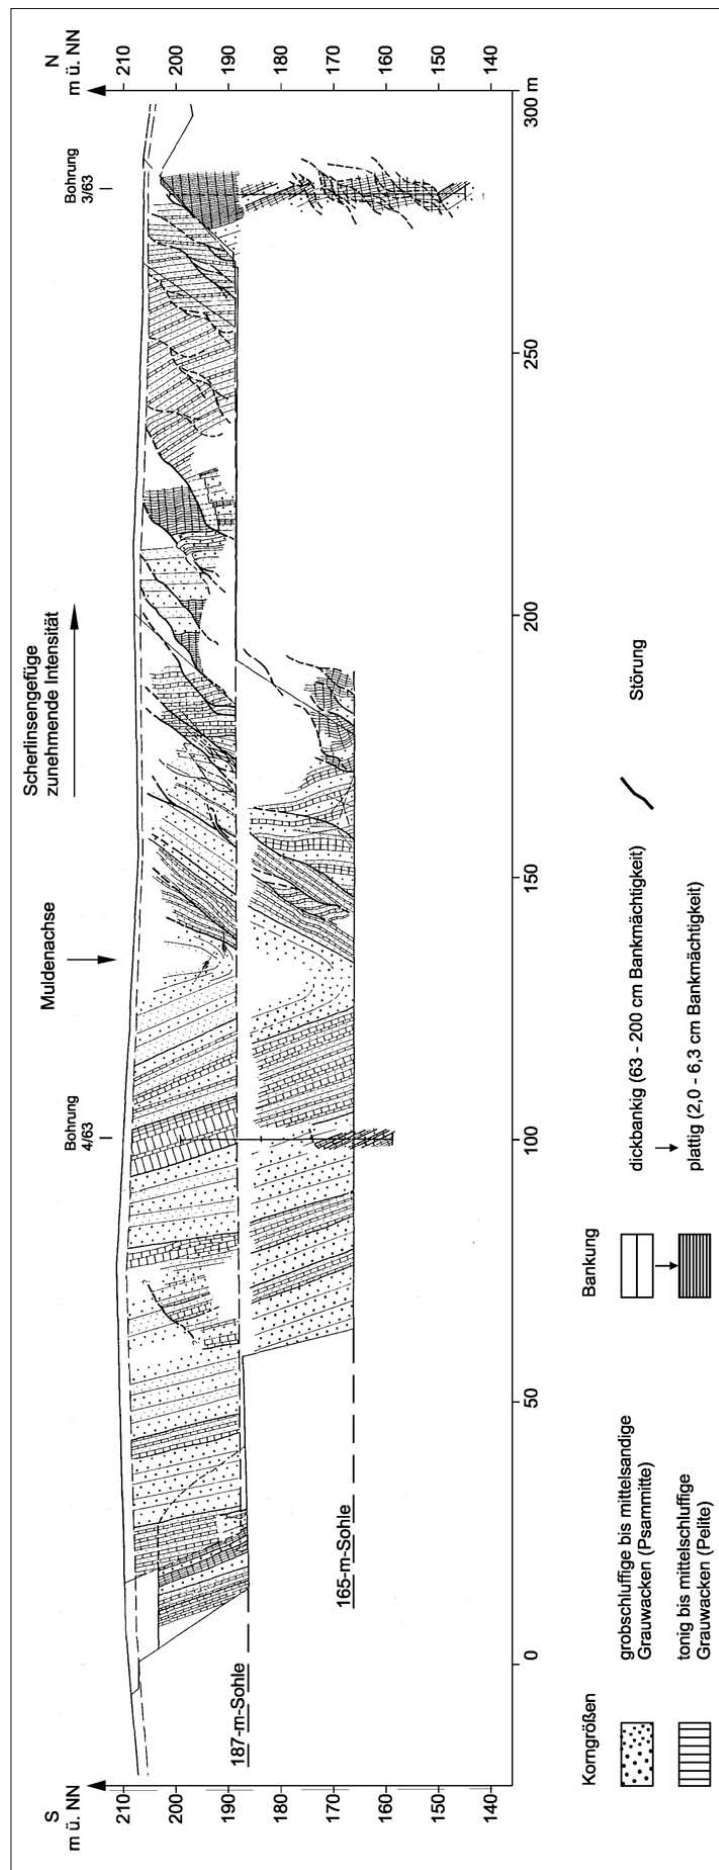 S
m ü. NN
210
200
190
180
170
160
150
140
N
m ü. NN
210
200
190
180
170
160
150
140
Bohrung
4/63
Muldenachse
Scherlinsengefüge
zunehmende Intensität
Bohrung
3/63
187-m-Sohle
165-m-Sohle
0
50
100
150
200
250
300 m
Korngrößen
grobschluffige bis mittelsandige
Grauwacken (Psammitte)
tonig bis mittelschluffige
Grauwacken (Pelite)
Bankung
dickbankig (63 - 200 cm Bankmächtigkeit)
plattig (2,0 - 6,3 cm Bankmächtigkeit)
Störung